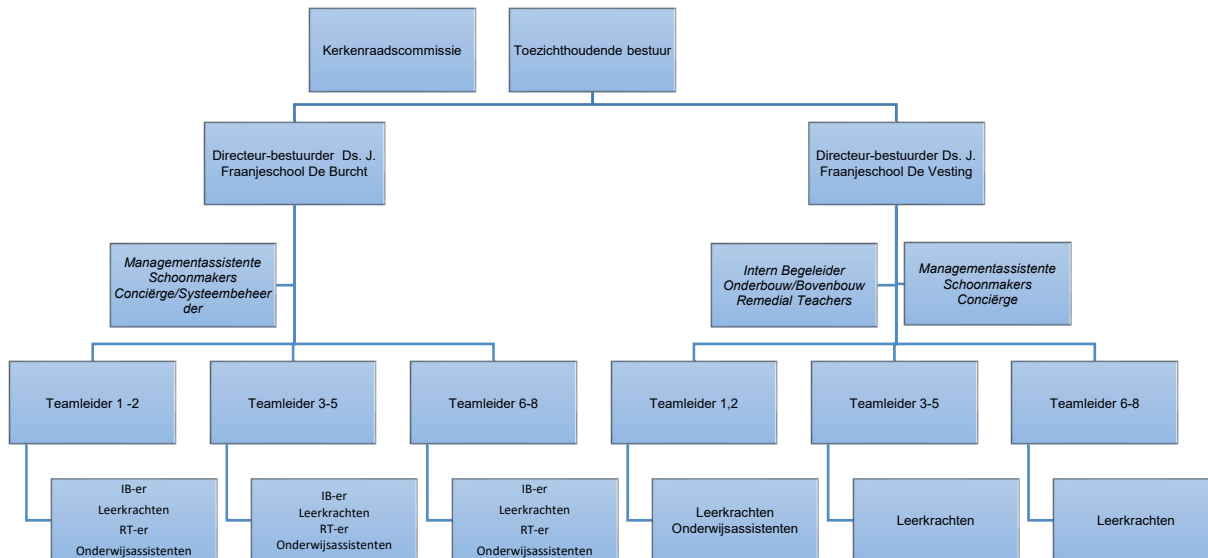 Kerkenraadscommissie
Toezichthoudende bestuur
Directeur-bestuurder Ds. J.
Fraanjeschool De Burcht
Directeur-bestuurder Ds. J.
Fraanjeschool De Vesting
Managementassistente
Schoonmakers
Conciërge/Systeembeheer
der
Intern Begeleider
Onderbouw/Bovenbouw
Remedial Teachers
Managementassistente
Schoonmakers
Conciërge
Teamleider 1 -2
Teamleider 3-5
Teamleider 6-8
Teamleider 1,2
Teamleider 3-5
Teamleider 6-8
IB-er
Leerkrachten
RT-er
Onderwijsassistenten
IB-er
Leerkrachten
RT-er
Onderwijsassistenten
IB-er
Leerkrachten
RT-er
Onderwijsassistenten
Leerkrachten
Onderwijsassistenten
Leerkrachten
Leerkrachten